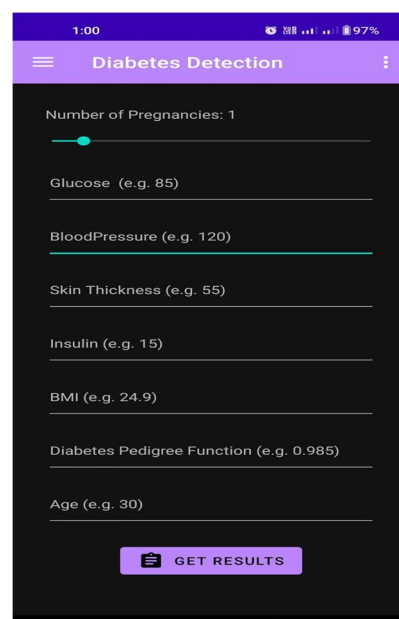 1:00 97%
Diabetes Detection
Number of Pregnancies: 1
Glucose (e.g. 85)
BloodPressure (e.g. 120)
Skin Thickness (e.g. 55)
Insulin (e.g. 15)
BMI (e.g. 24.9)
Diabetes Pedigree Function (e.g. 0.985)
Age (e.g. 30)
GET RESULTS